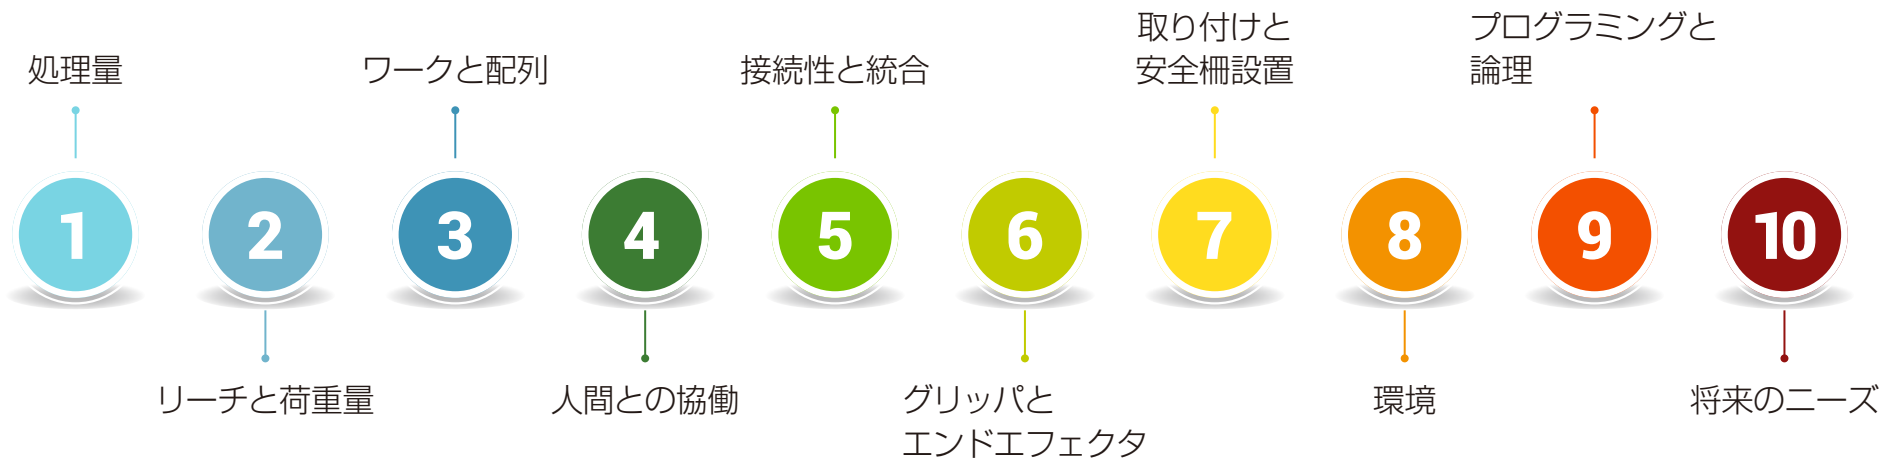 処理量
1
リーチと荷重量
2
ワークと配列
3
人間との協働
4
接続性と統合
5
グリッパと
エンドエフェクタ
6
取り付けと
安全柵設置
7
環境
8
プログラミングと
論理
9
将来のニーズ
10